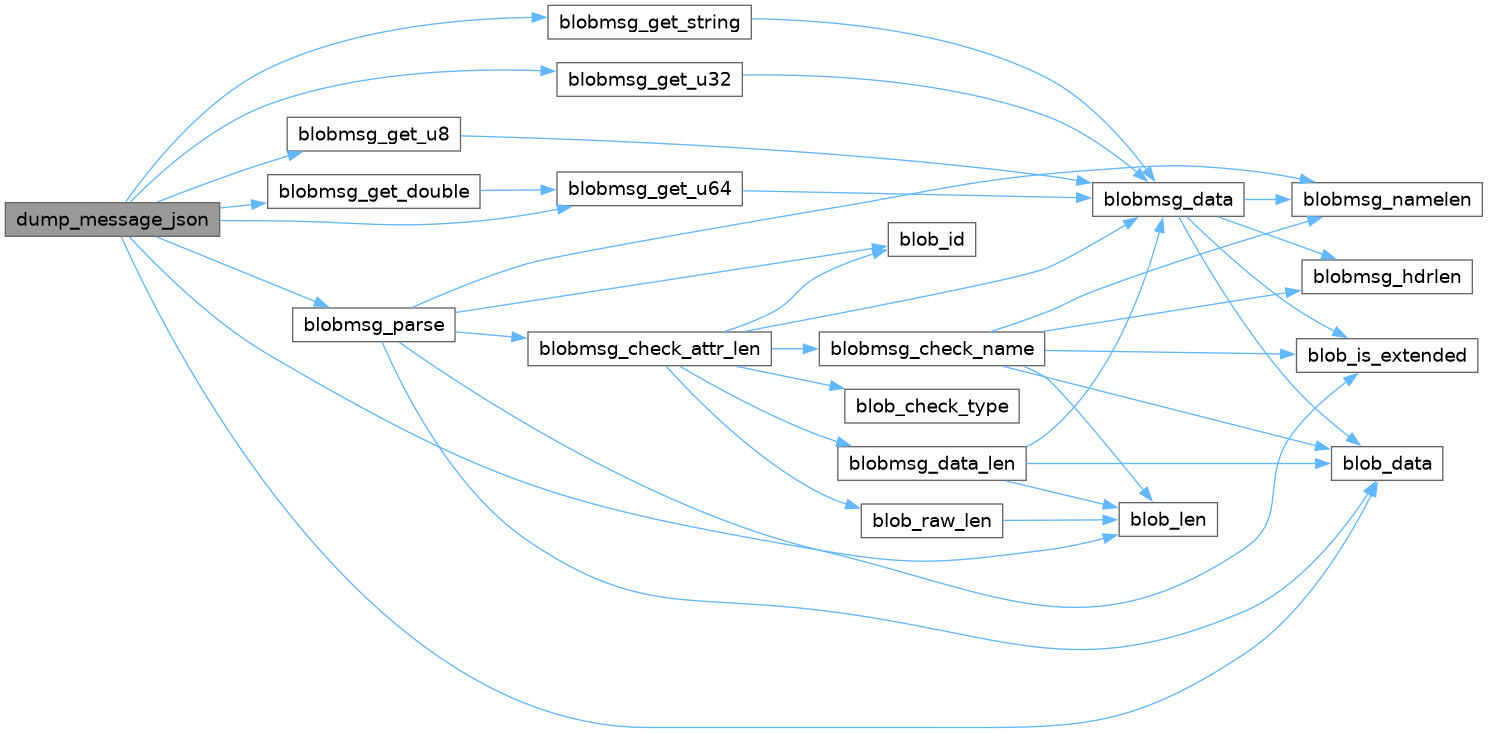 blobmsg_get_string
blobmsg_get_u32
blobmsg_get_u8
blobmsg_get_double
blobmsg_get_u64
blobmsg_data
blobmsg_namelen
dump_message_json
blob_id
blobmsg_hdrlen
blobmsg_parse
blobmsg_check_attr_len
blobmsg_check_name
blob_is_extended
blob_check_type
blobmsg_data_len
blob_data
blob_raw_len
blob_len